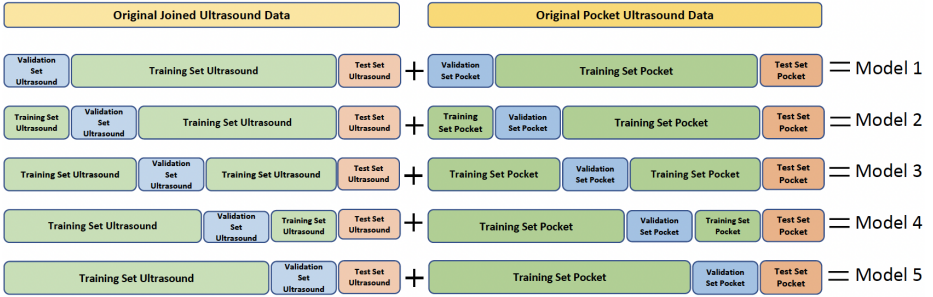 Original Joined Ultrasound Data
Original Pocket Ultrasound Data
Validation
Set
Ultrasound
Training Set Ultrasound
Test Set
Ultrasound
+
Validation
Set Pocket
Training Set Pocket
Test Set
Pocket
= Model 1
Training Set
Ultrasound
Validation
Set
Ultrasound
Training Set Ultrasound
Test Set
Ultrasound
+
Training
Set Pocket
Validation
Set Pocket
Training Set Pocket
Test Set
Pocket
= Model 2
Training Set Ultrasound
Validation
Set
Ultrasound
Training Set Ultrasound
Test Set
Ultrasound
+
Training Set Pocket
Validation
Set Pocket
Training Set Pocket
Test Set
Pocket
= Model 3
Training Set Ultrasound
Validation
Set
Ultrasound
Training Set
Ultrasound
Test Set
Ultrasound
+
Training Set Pocket
Validation
Set Pocket
Training Set
Pocket
Test Set
Pocket
= Model 4
Training Set Ultrasound
Validation
Set
Ultrasound
Test Set
Ultrasound
+
Training Set Pocket
Validation
Set Pocket
Test Set
Pocket
= Model 5